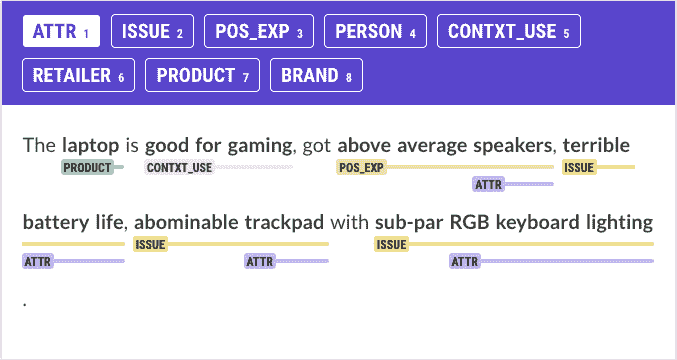 ATTR 1 ISSUE 2 POS_EXP 3 PERSON 4 CONTXT_USE 5
RETAILER 6 PRODUCT 7 BRAND 8
The laptop is good for gaming, got above average speakers, terrible
PRODUCT CONTXT_USE POS_EXP ISSUE
ATTR
battery life, abominable trackpad with sub-par RGB keyboard lighting
ISSUE ISSUE
ATTR ATTR ATTR
.